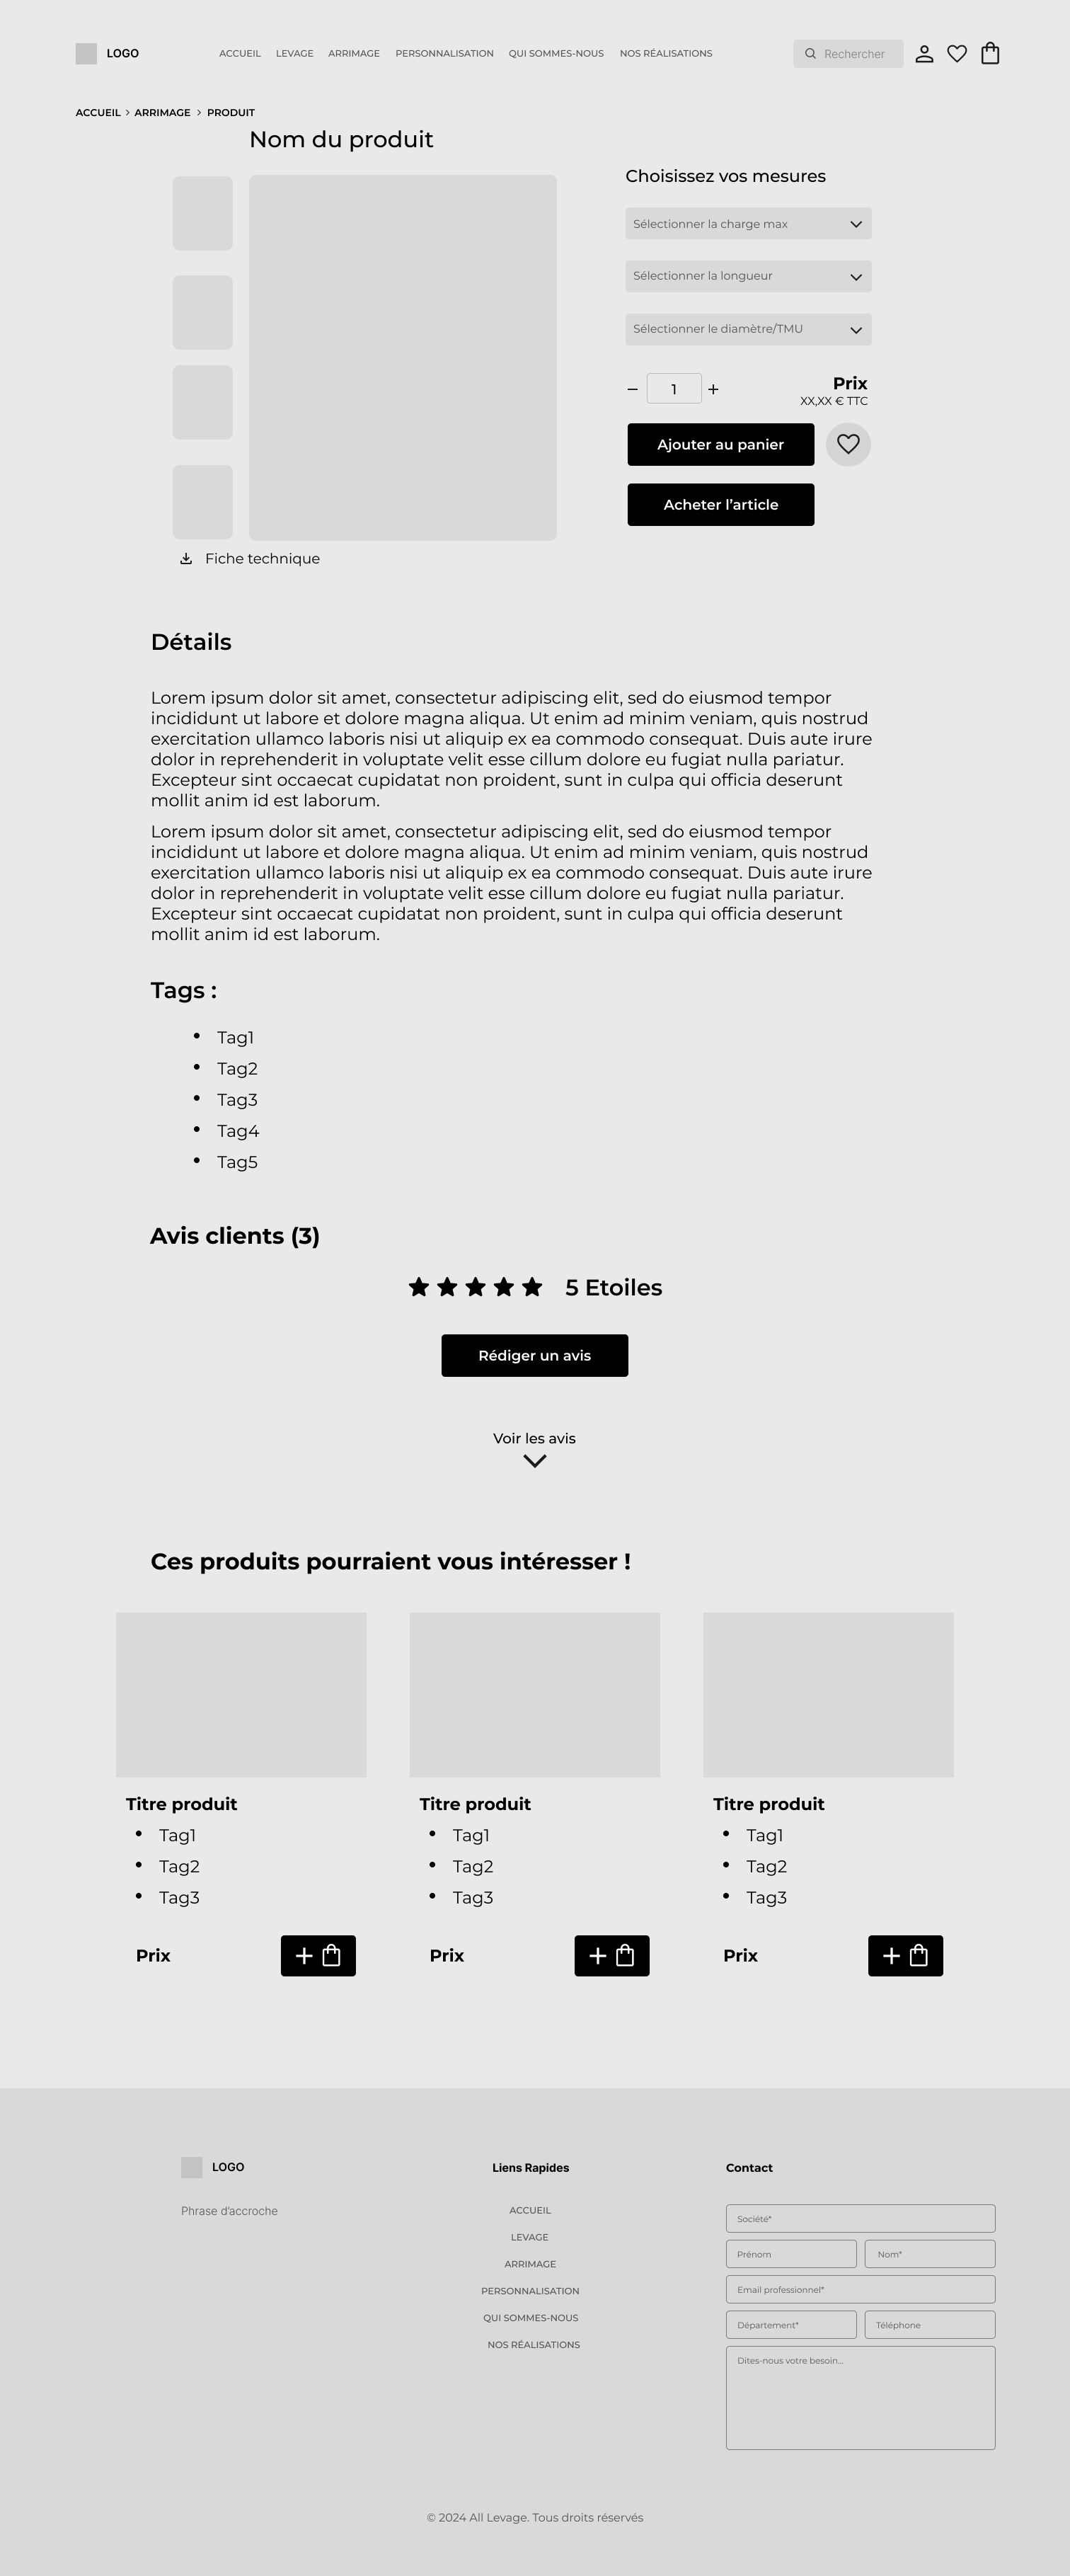 LOGO
ACCUEIL
LEVAGE
ARRIMAGE
PERSONNALISATION
QUI SOMMES-NOUS
NOS RÉALISATIONS
Rechercher
ACCUEIL > ARRIMAGE > PRODUIT
Nom du produit
Choisissez vos mesures
Sélectionner la charge max
Sélectionner la longueur
Sélectionner le diamètre/TMU
1
Prix
XX,XX € TTC
Ajouter au panier
Acheter l’article
Fiche technique
Détails
Lorem ipsum dolor sit amet, consectetur adipiscing elit, sed do eiusmod tempor
incididunt ut labore et dolore magna aliqua. Ut enim ad minim veniam, quis nostrud
exercitation ullamco laboris nisi ut aliquip ex ea commodo consequat. Duis aute irure
dolor in reprehenderit in voluptate velit esse cillum dolore eu fugiat nulla pariatur.
Excepteur sint occaecat cupidatat non proident, sunt in culpa qui officia deserunt
mollit anim id est laborum.
Lorem ipsum dolor sit amet, consectetur adipiscing elit, sed do eiusmod tempor
incididunt ut labore et dolore magna aliqua. Ut enim ad minim veniam, quis nostrud
exercitation ullamco laboris nisi ut aliquip ex ea commodo consequat. Duis aute irure
dolor in reprehenderit in voluptate velit esse cillum dolore eu fugiat nulla pariatur.
Excepteur sint occaecat cupidatat non proident, sunt in culpa qui officia deserunt
mollit anim id est laborum.
Tags :
• Tag1
• Tag2
• Tag3
• Tag4
• Tag5
Avis clients (3)
5 Etoiles
Rédiger un avis
Voir les avis
Ces produits pourraient vous intéresser !
Titre produit
• Tag1
• Tag2
• Tag3
Prix
Titre produit
• Tag1
• Tag2
• Tag3
Prix
Titre produit
• Tag1
• Tag2
• Tag3
Prix
LOGO
Phrase d’accroche
Liens Rapides
ACCUEIL
LEVAGE
ARRIMAGE
PERSONNALISATION
QUI SOMMES-NOUS
NOS RÉALISATIONS
Contact
Société*
Prénom
Nom*
Email professionnel*
Département*
Téléphone
Dites-nous votre besoin...
© 2024 All Levage. Tous droits réservés